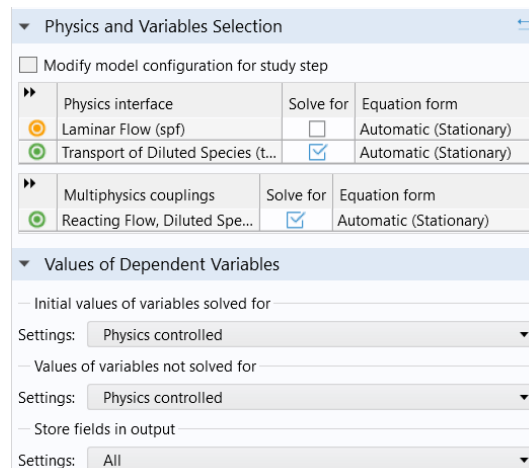 Physics and Variables Selection
Modify model configuration for study step
Physics interface Solve for Equation form
Laminar Flow (spf) Automatic (Stationary)
Transport of Diluted Species (t... Automatic (Stationary)
Multiphysics couplings Solve for Equation form
Reacting Flow, Diluted Spe... Automatic (Stationary)
Values of Dependent Variables
Initial values of variables solved for
Settings: Physics controlled
Values of variables not solved for
Settings: Physics controlled
Store fields in output
Settings: All